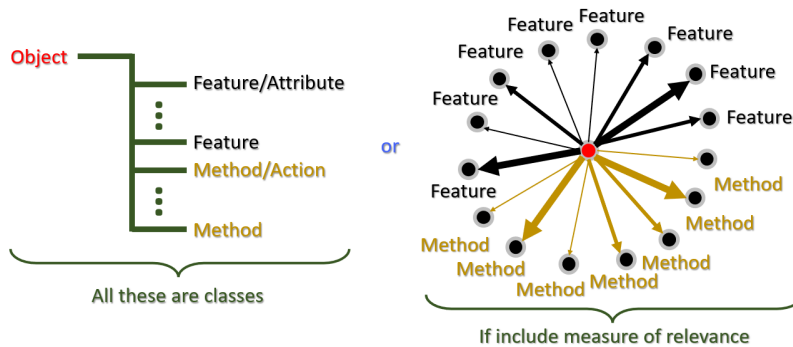 Object
Feature/Attribute
Feature
Method/Action
Method
All these are classes
or
Feature
Feature
Feature
Feature
Feature
Feature
Feature
Feature
Method
Method
Method
Method
Method
Method
If include measure of relevance